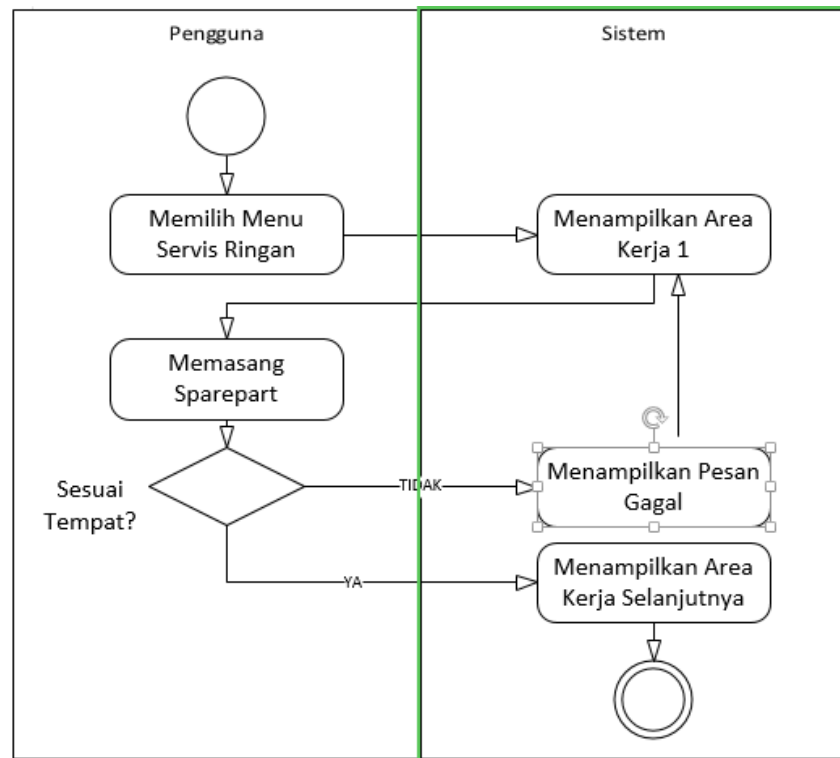 Pengguna
Sistem
Memilih Menu
Servis Ringan
Menampilkan Area
Kerja 1
Memasang
Sparepart
Sesuai
Tempat?
TIDAK
Menampilkan Pesan
Gagal
YA
Menampilkan Area
Kerja Selanjutnya